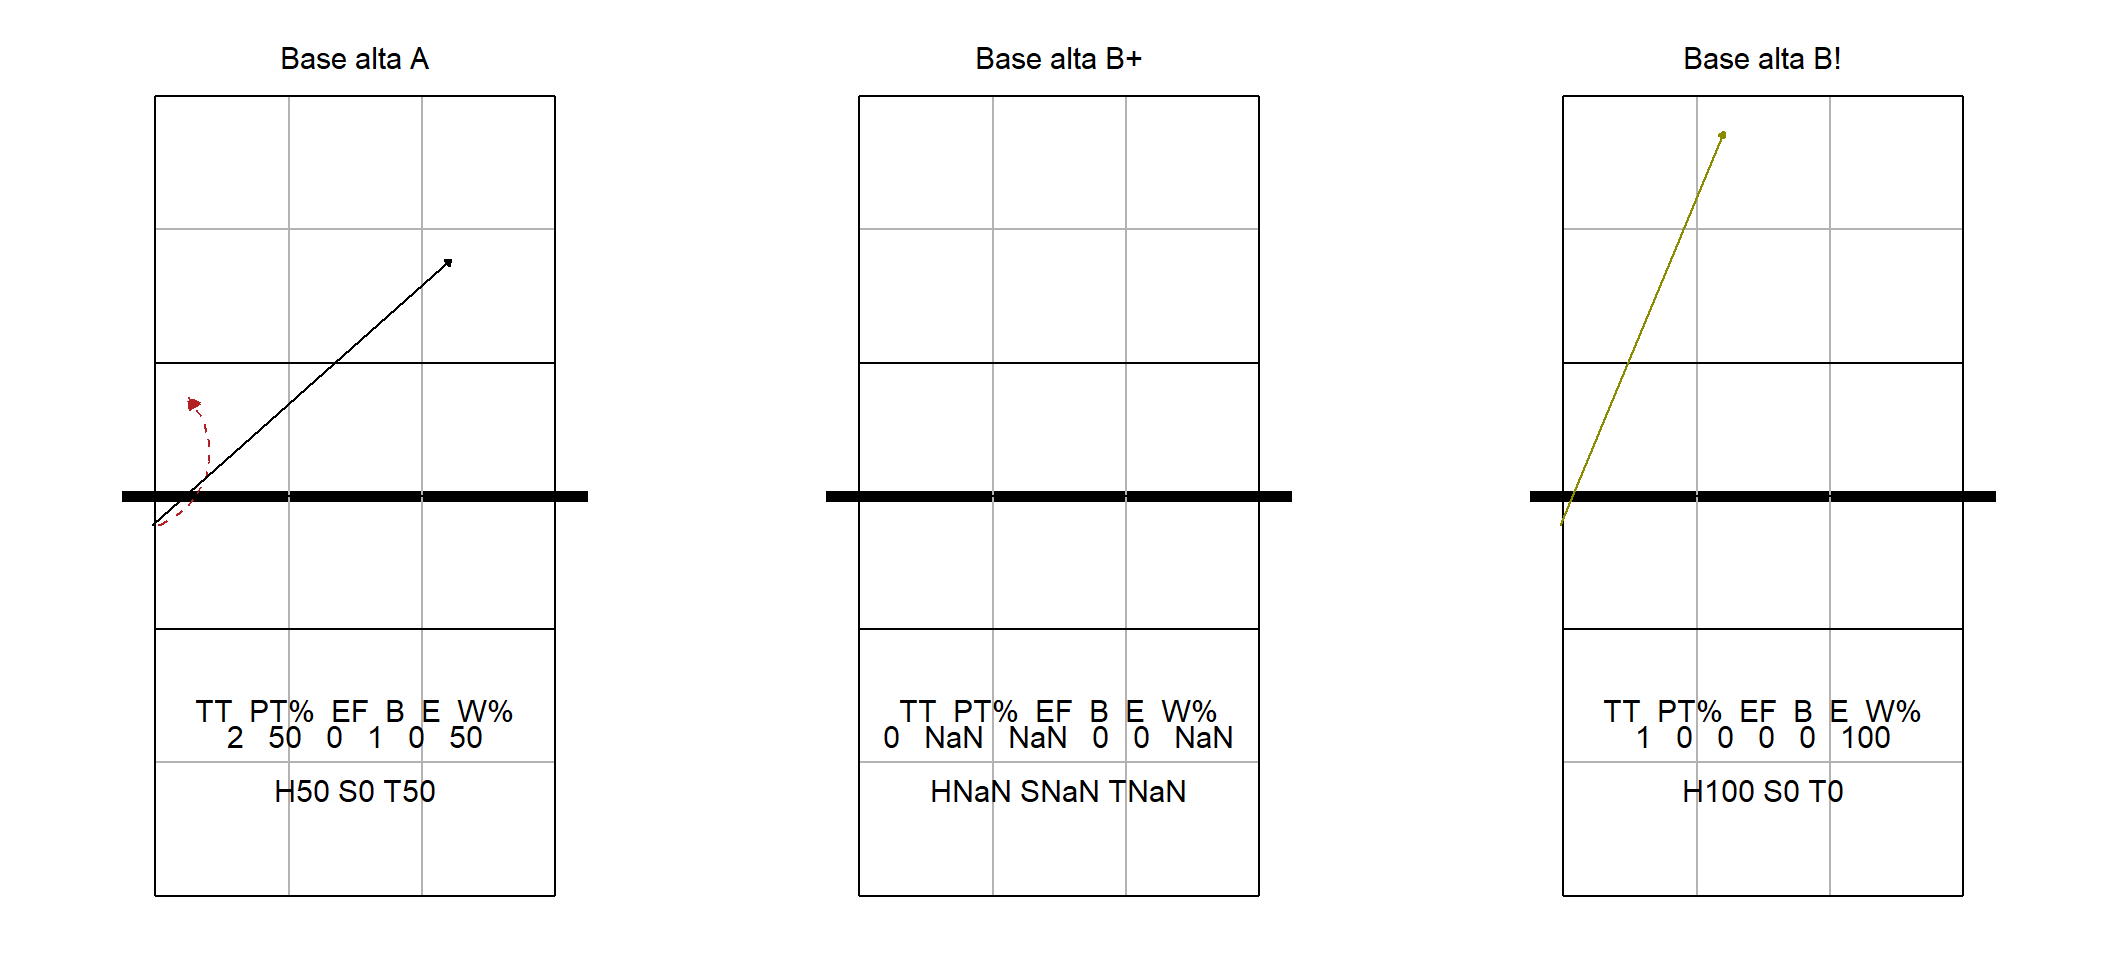 Base alta A
TT PT% EF B E W%
2 50 0 1 0 50
H50 S0 T50
Base alta B+
TT PT% EF B E W%
0 NaN NaN 0 0 NaN
HNaN SNaN TNaN
Base alta B!
TT PT% EF B E W%
1 0 0 0 0 100
H100 S0 T0